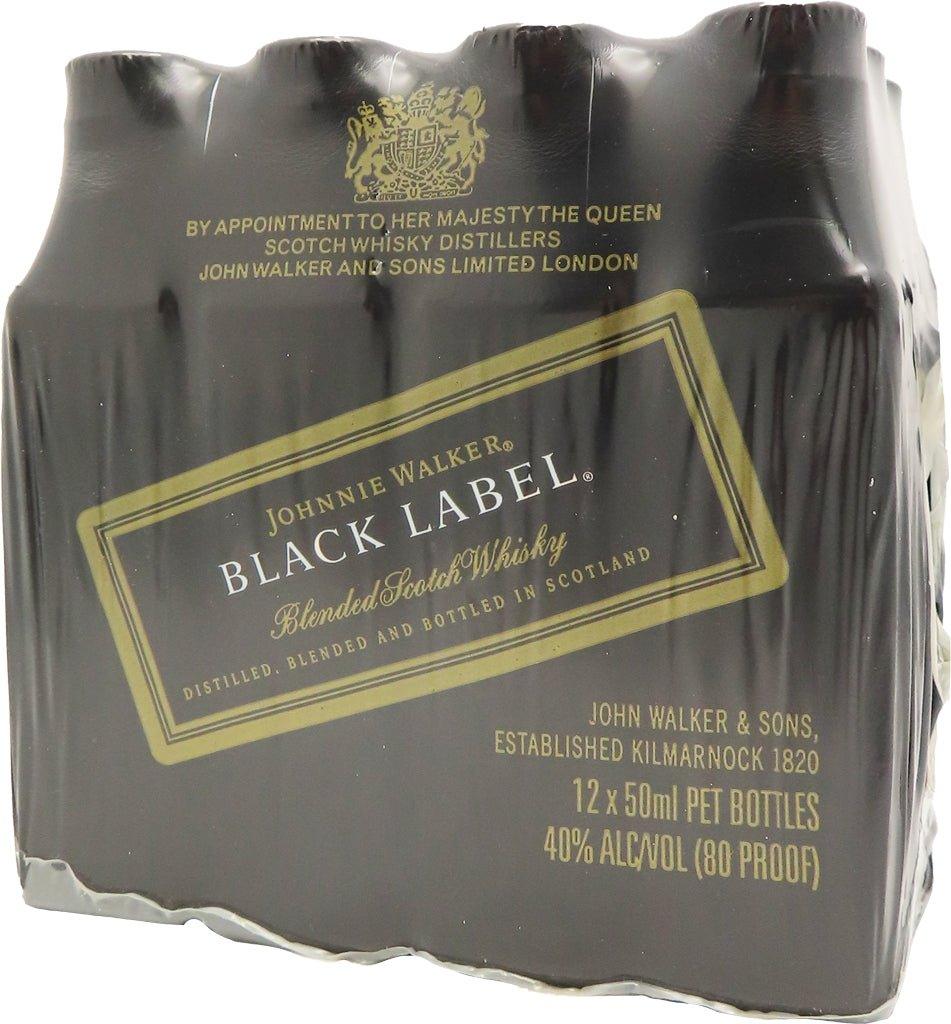 BY APPOINTMENT TO HER MAJESTY THE QUEEN
SCOTCH WHISKY DISTILLERS
JOHN WALKER AND SONS LIMITED LONDON
JOHNNIE WALKER®
BLACK LABEL®
Blended Scotch Whisky
DISTILLED, BLENDED AND BOTTLED IN SCOTLAND
JOHN WALKER & SONS,
ESTABLISHED KILMARNOCK 1820
12 x 50ml PET BOTTLES
40% ALC/VOL (80 PROOF)